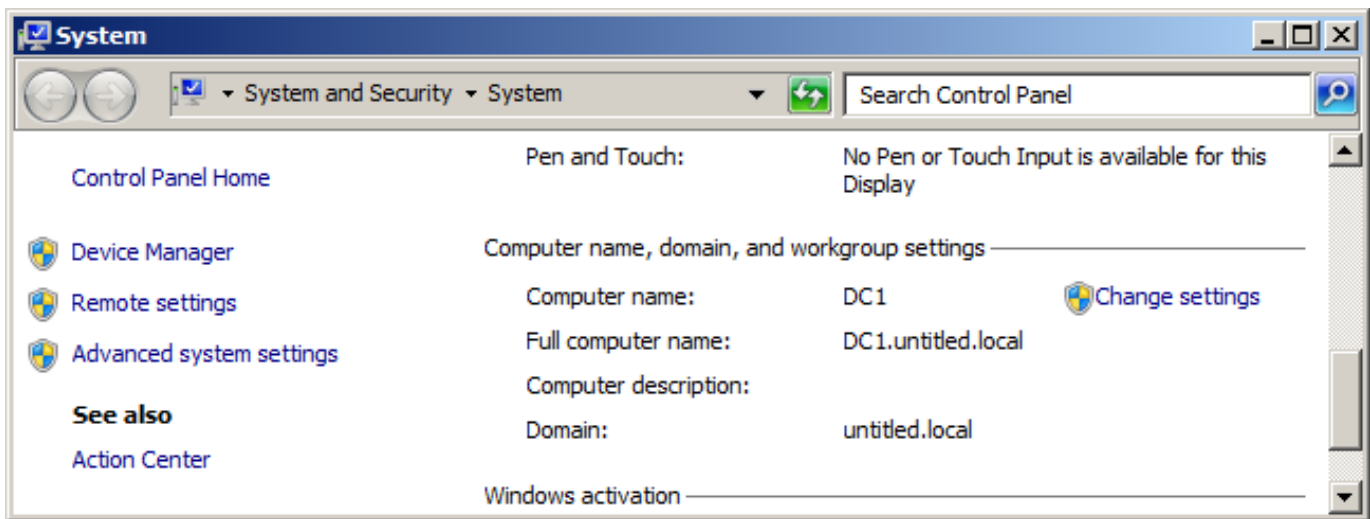 System
System and Security System
Search Control Panel
Control Panel Home
Device Manager
Remote settings
Advanced system settings
See also
Action Center
Pen and Touch: No Pen or Touch Input is available for this
Display
Computer name, domain, and workgroup settings
Computer name: DC1 Change settings
Full computer name: DC1.untitled.local
Computer description:
Domain: untitled.local
Windows activation